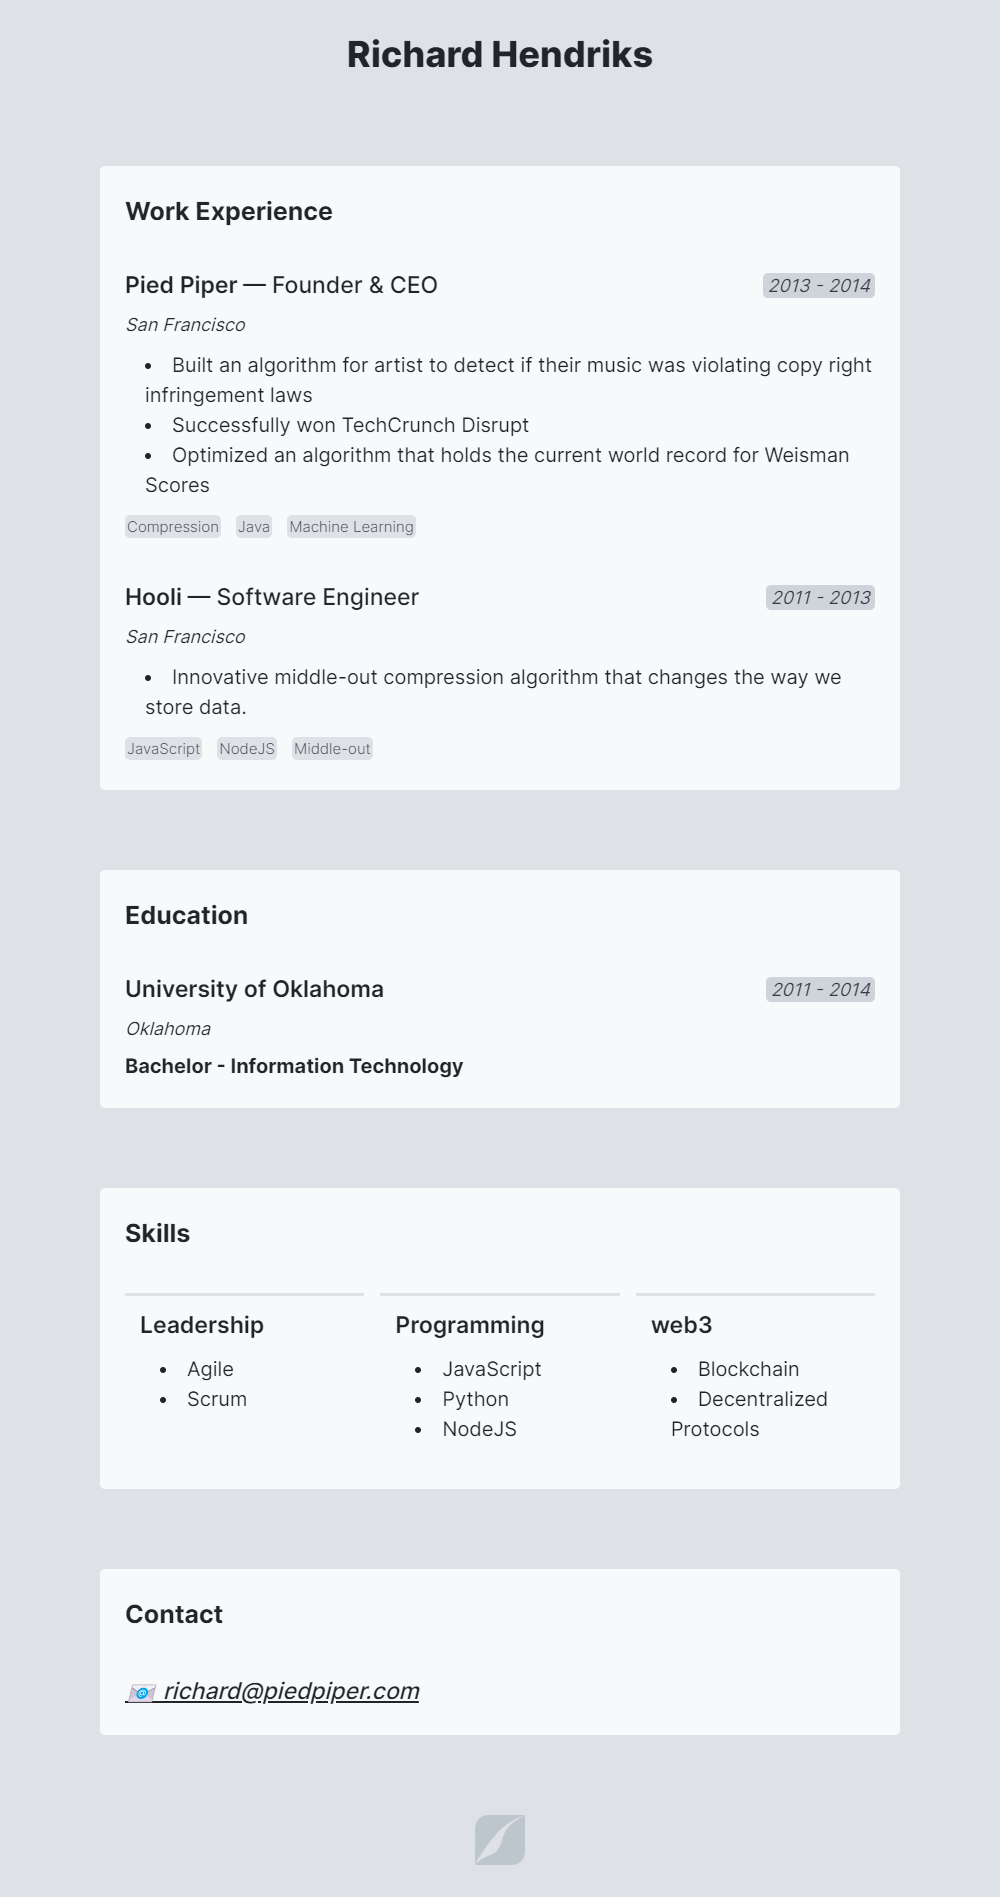 Richard Hendriks
Work Experience
Pied Piper — Founder & CEO 2013 - 2014
San Francisco
• Built an algorithm for artist to detect if their music was violating copy right
infringement laws
• Successfully won TechCrunch Disrupt
• Optimized an algorithm that holds the current world record for Weisman
Scores
Compression Java Machine Learning
Hooli — Software Engineer 2011 - 2013
San Francisco
• Innovative middle-out compression algorithm that changes the way we
store data.
JavaScript NodeJS Middle-out
Education
University of Oklahoma 2011 - 2014
Oklahoma
Bachelor - Information Technology
Skills
Leadership
• Agile
• Scrum
Programming
• JavaScript
• Python
• NodeJS
web3
• Blockchain
• Decentralized
Protocols
Contact
📧 richard@piedpiper.com